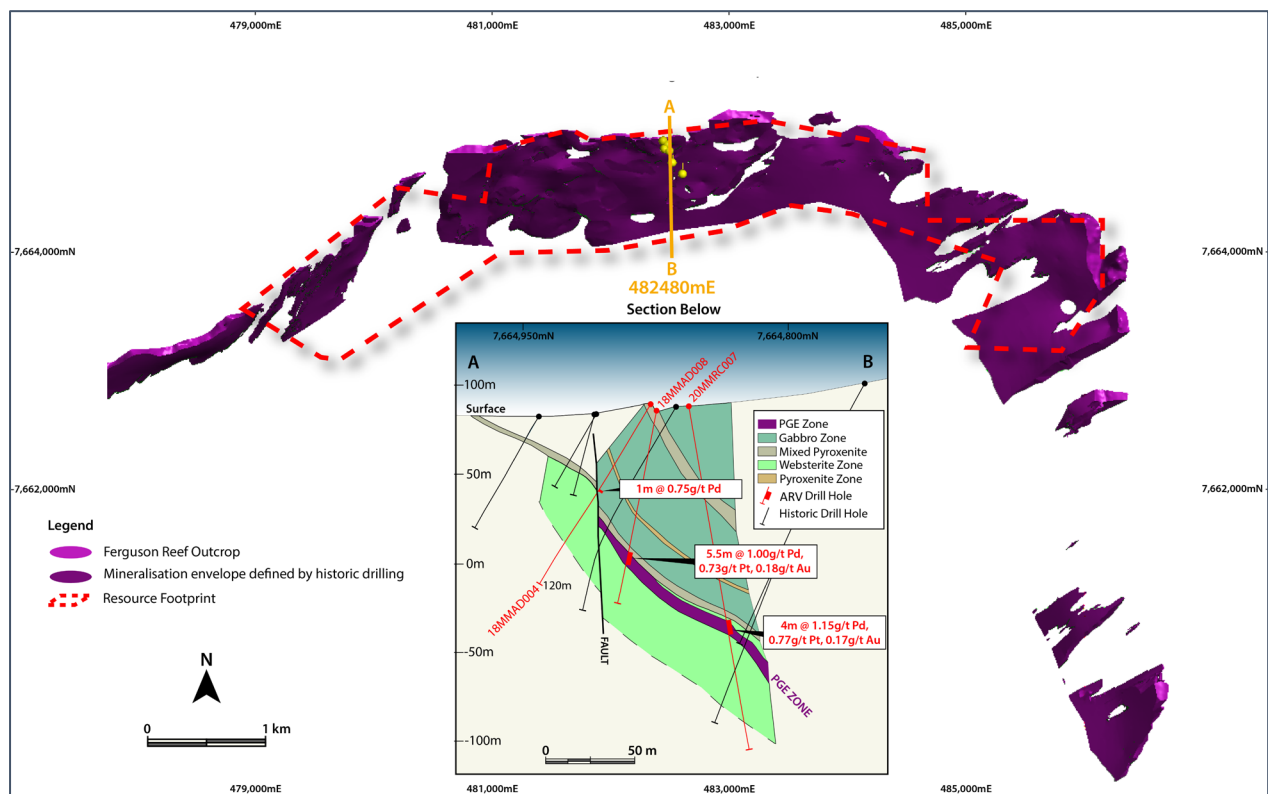 479,000mE
481,000mE
483,000mE
485,000mE
A
7,664,000mN
7,664,000mN
B
482480mE
Section Below
7,664,950mN
7,664,800mN
A
B
18MMAD008
20MMRC007
100m
Surface
PGE Zone
Gabbro Zone
Mixed Pyroxenite
Websterite Zone
Pyroxenite Zone
ARV Drill Hole
Historic Drill Hole
50m
1m @ 0.75g/t Pd
7,662,000mN
7,662,000mN
Legend
Ferguson Reef Outcrop
Mineralisation envelope defined by historic drilling
Resource Footprint
5.5m @ 1.00g/t Pd,
0.73g/t Pt, 0.18g/t Au
0m
120m
18MMAD004
4m @ 1.15g/t Pd,
0.77g/t Pt, 0.17g/t Au
FAULT
-50m
PGE ZONE
N
0
1 km
-100m
0
50 m
479,000mE
481,000mE
483,000mE
485,000mE